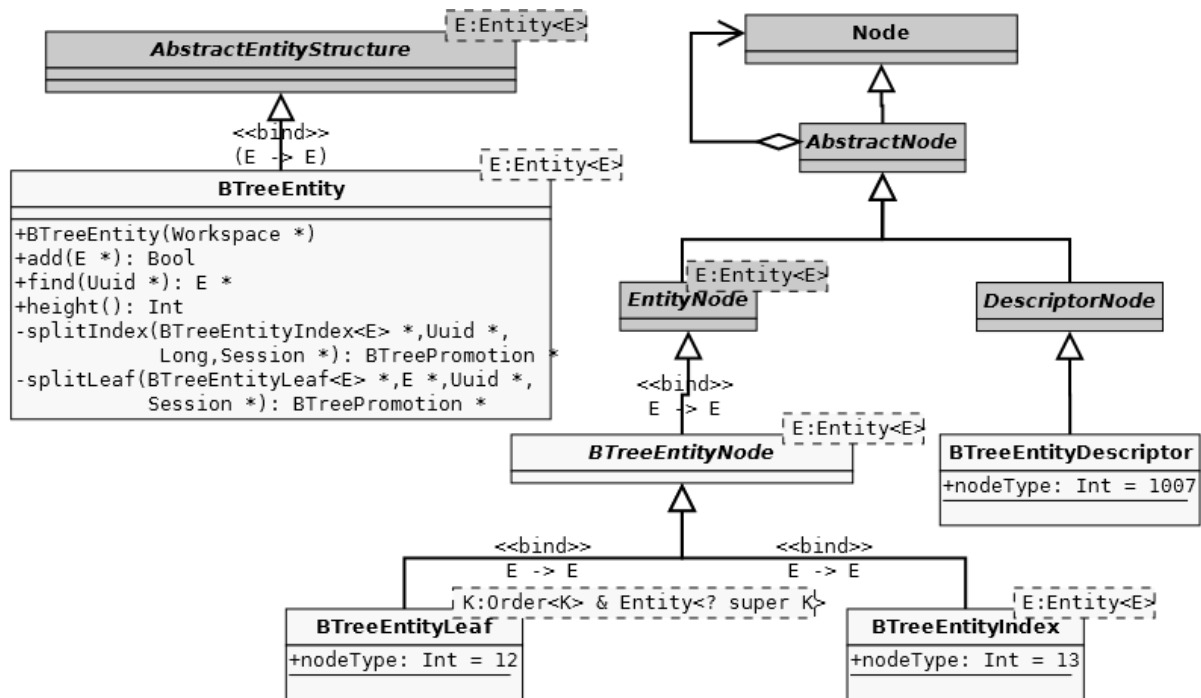 E:Entity<E>
AbstractEntityStructure
<<bind>>
(E -> E)
E:Entity<E>
BTreeEntity
+BTreeEntity(Workspace *)
+add(E *): Bool
+find(Uuid *): E *
+height(): Int
-splitIndex(BTreeEntityIndex<E> *,Uuid *,
Long,Session *): BTreePromotion *
-splitLeaf(BTreeEntityLeaf<E> *,E *,Uuid *,
Session *): BTreePromotion *
Node
AbstractNode
E:Entity<E>
EntityNode
DescriptorNode
<<bind>>
E -> E
E:Entity<E>
BTreeEntityNode
BTreeEntityDescriptor
+nodeType: Int = 1007
<<bind>>
E -> E
<<bind>>
E -> E
K:Order<K> & Entity<? super K>
BTreeEntityLeaf
+nodeType: Int = 12
E:Entity<E>
BTreeEntityIndex
+nodeType: Int = 13